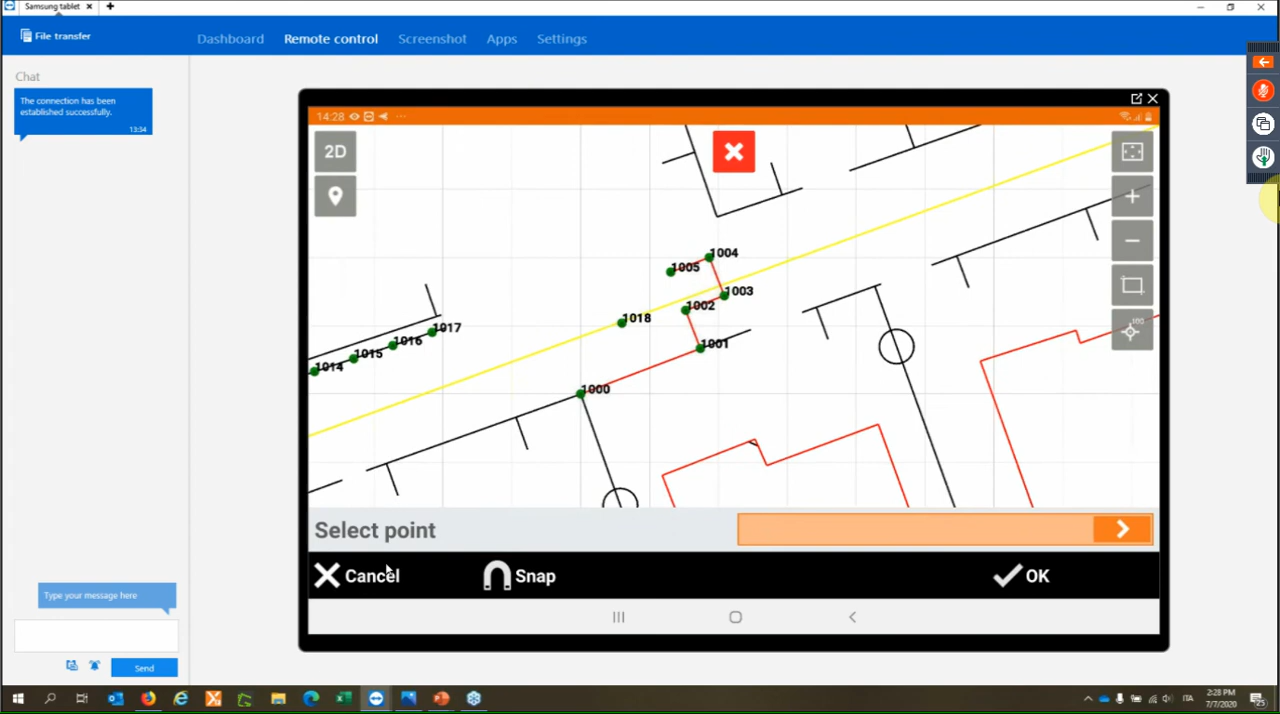 Samsung tablet
File transfer
Dashboard
Remote control
Screenshot
Apps
Settings
Chat
The connection has been
established successfully.
13:34
14:28
2D
1004
1005
1003
1002
1018
1017
1016
1015
1014
1001
1000
100
Select point
Cancel
Snap
OK
Type your message here
Send
ITA
2:28 PM
7/7/2020
25